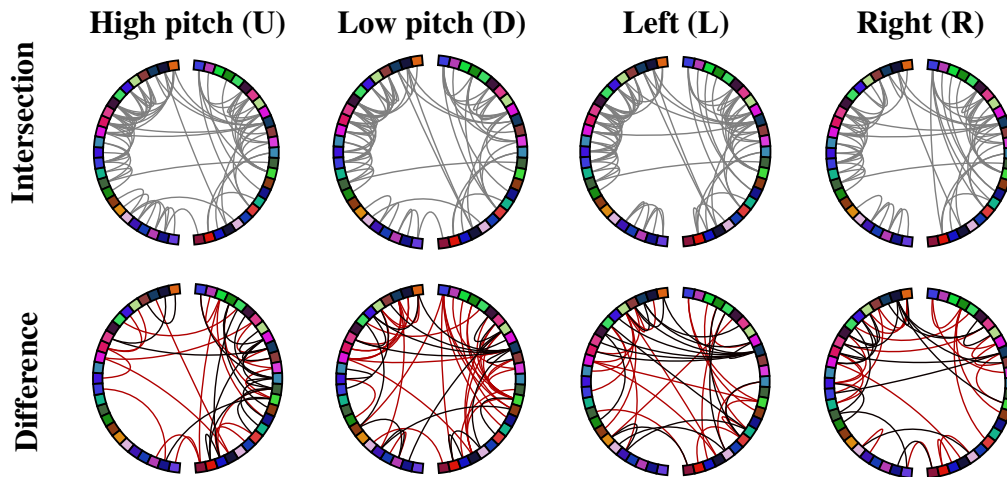 High pitch (U) Low pitch (D) Left (L) Right (R)
Intersection
Difference